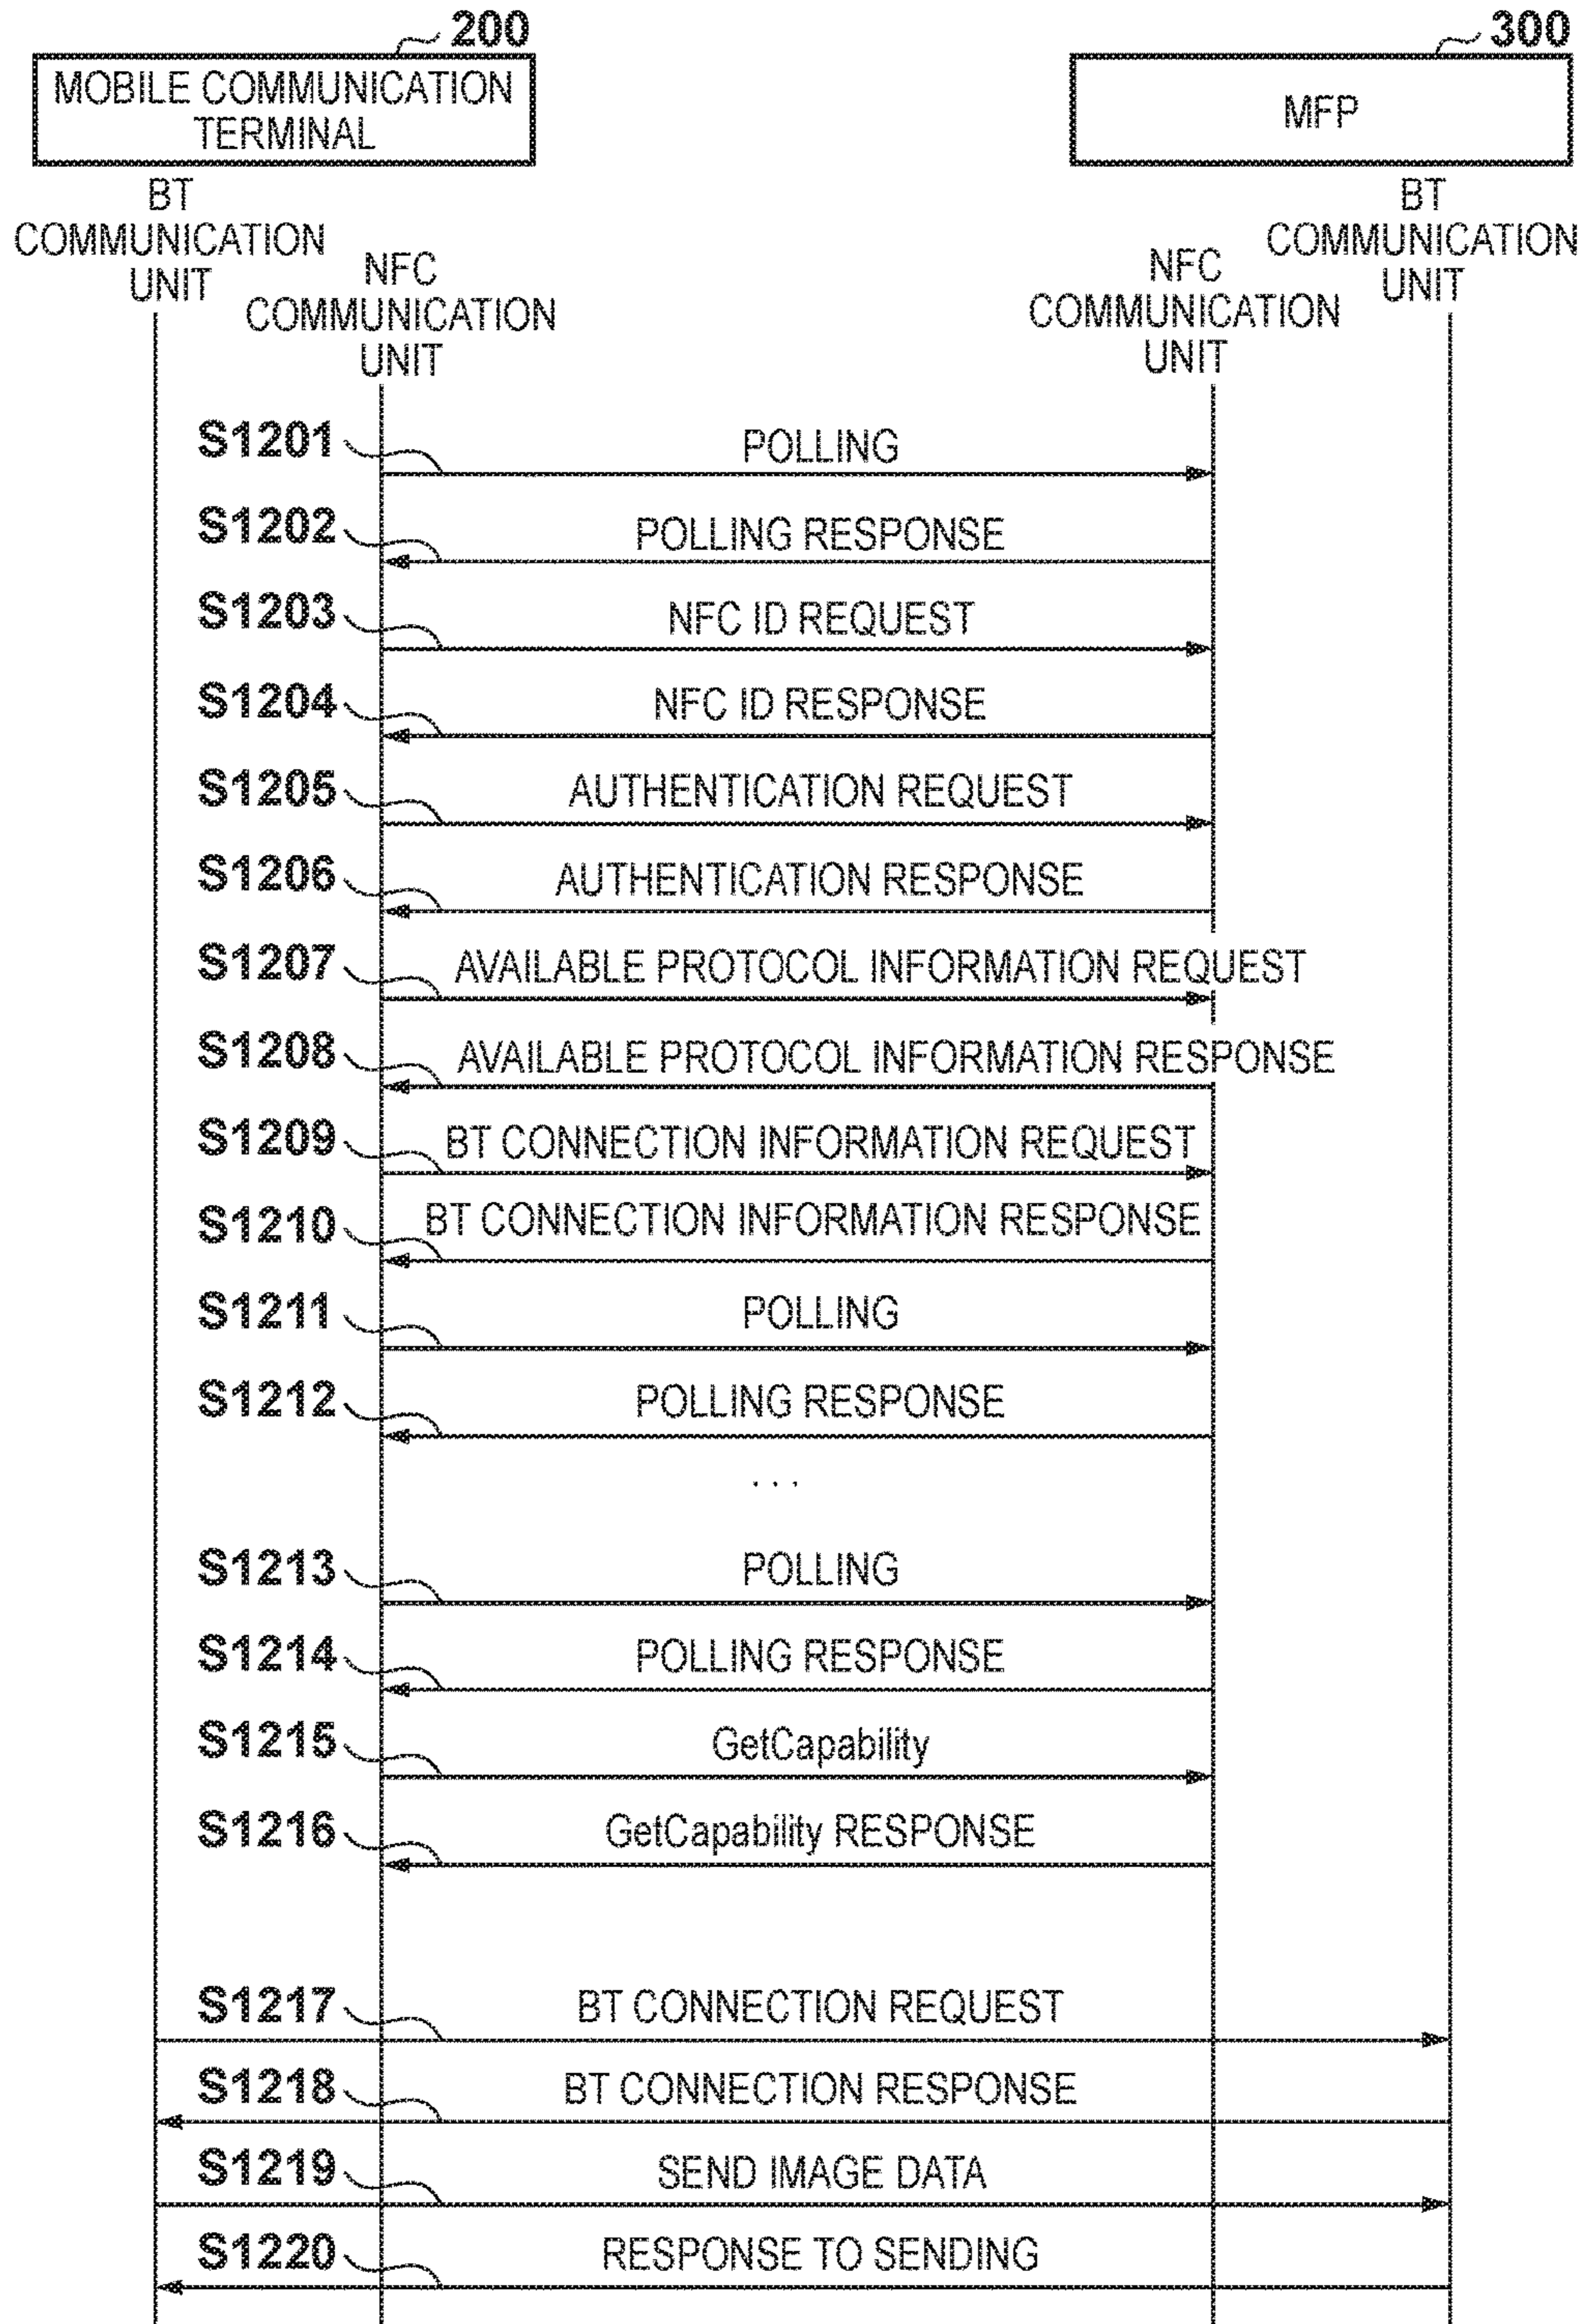 200
300
MOBILE COMMUNICATION
TERMINAL
MFP
BT
COMMUNICATION
UNIT
NFC
COMMUNICATION
UNIT
NFC
COMMUNICATION
UNIT
BT
COMMUNICATION
UNIT
S1201 POLLING
S1202 POLLING RESPONSE
S1203 NFC ID REQUEST
S1204 NFC ID RESPONSE
S1205 AUTHENTICATION REQUEST
S1206 AUTHENTICATION RESPONSE
S1207 AVAILABLE PROTOCOL INFORMATION REQUEST
S1208 AVAILABLE PROTOCOL INFORMATION RESPONSE
S1209 BT CONNECTION INFORMATION REQUEST
S1210 BT CONNECTION INFORMATION RESPONSE
S1211 POLLING
S1212 POLLING RESPONSE
. . .
S1213 POLLING
S1214 POLLING RESPONSE
S1215 GetCapability
S1216 GetCapability RESPONSE
S1217 BT CONNECTION REQUEST
S1218 BT CONNECTION RESPONSE
S1219 SEND IMAGE DATA
S1220 RESPONSE TO SENDING